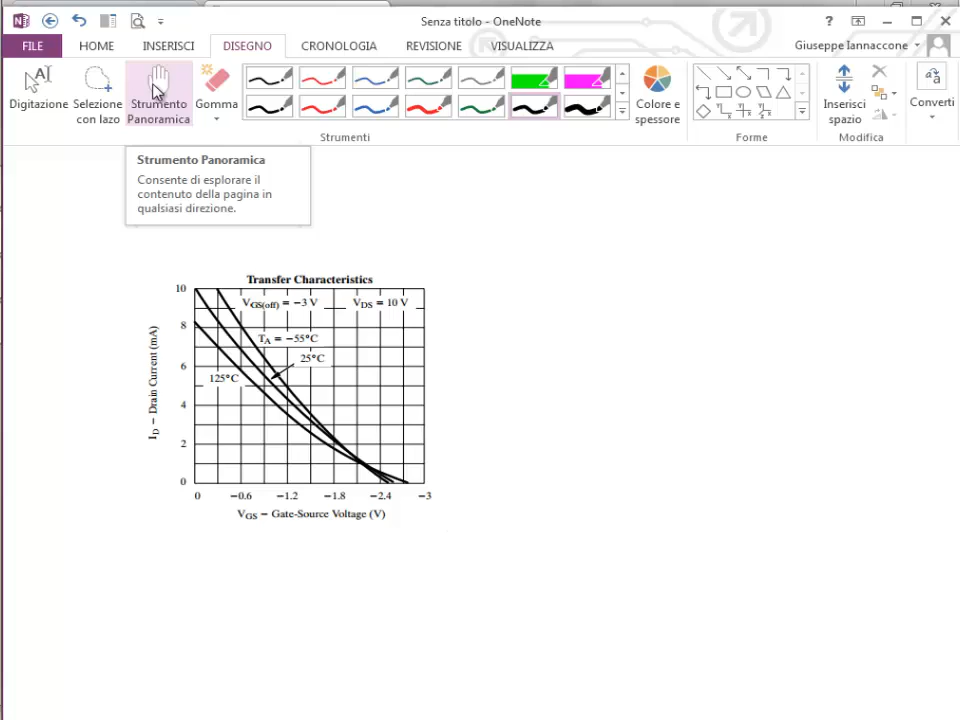 Senza titolo - OneNote
FILE
HOME
INSERISCI
DISEGNO
CRONOLOGIA
REVISIONE
VISUALIZZA
Giuseppe Iannaccone
Digitazione
Selezione
con lazo
Strumento
Panoramica
Gomma
Colore e
spessore
Inserisci
spazio
Converti
Strumenti
Forme
Modifica
Strumento Panoramica
Consente di esplorare il
contenuto della pagina in
qualsiasi direzione.
Transfer Characteristics
VGS(off) = −3 V
VDS = 10 V
TA = −55°C
25°C
125°C
10
8
6
4
2
0
ID − Drain Current (mA)
0
−0.6
−1.2
−1.8
−2.4
−3
VGS − Gate-Source Voltage (V)